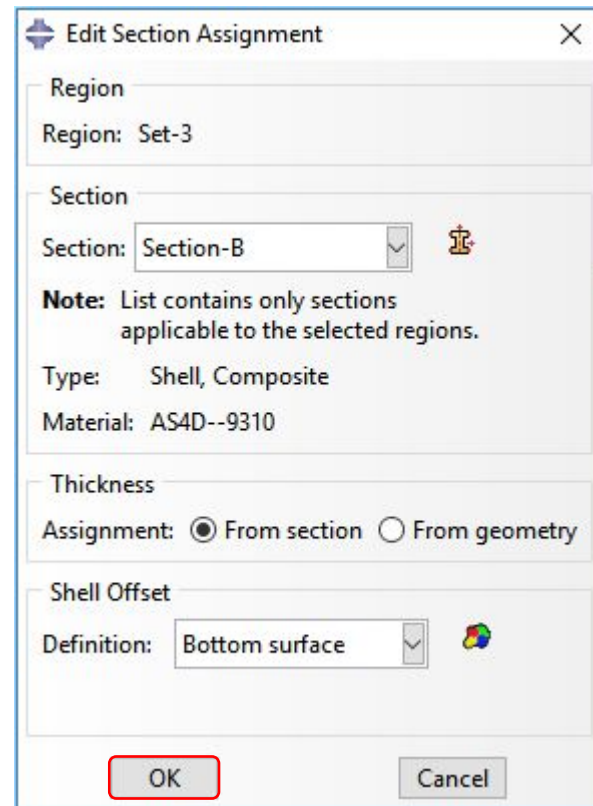 Edit Section Assignment
Region
Region: Set-3
Section
Section: Section-B
Note: List contains only sections
applicable to the selected regions.
Type: Shell, Composite
Material: AS4D--9310
Thickness
Assignment: From section From geometry
Shell Offset
Definition: Bottom surface
OK Cancel